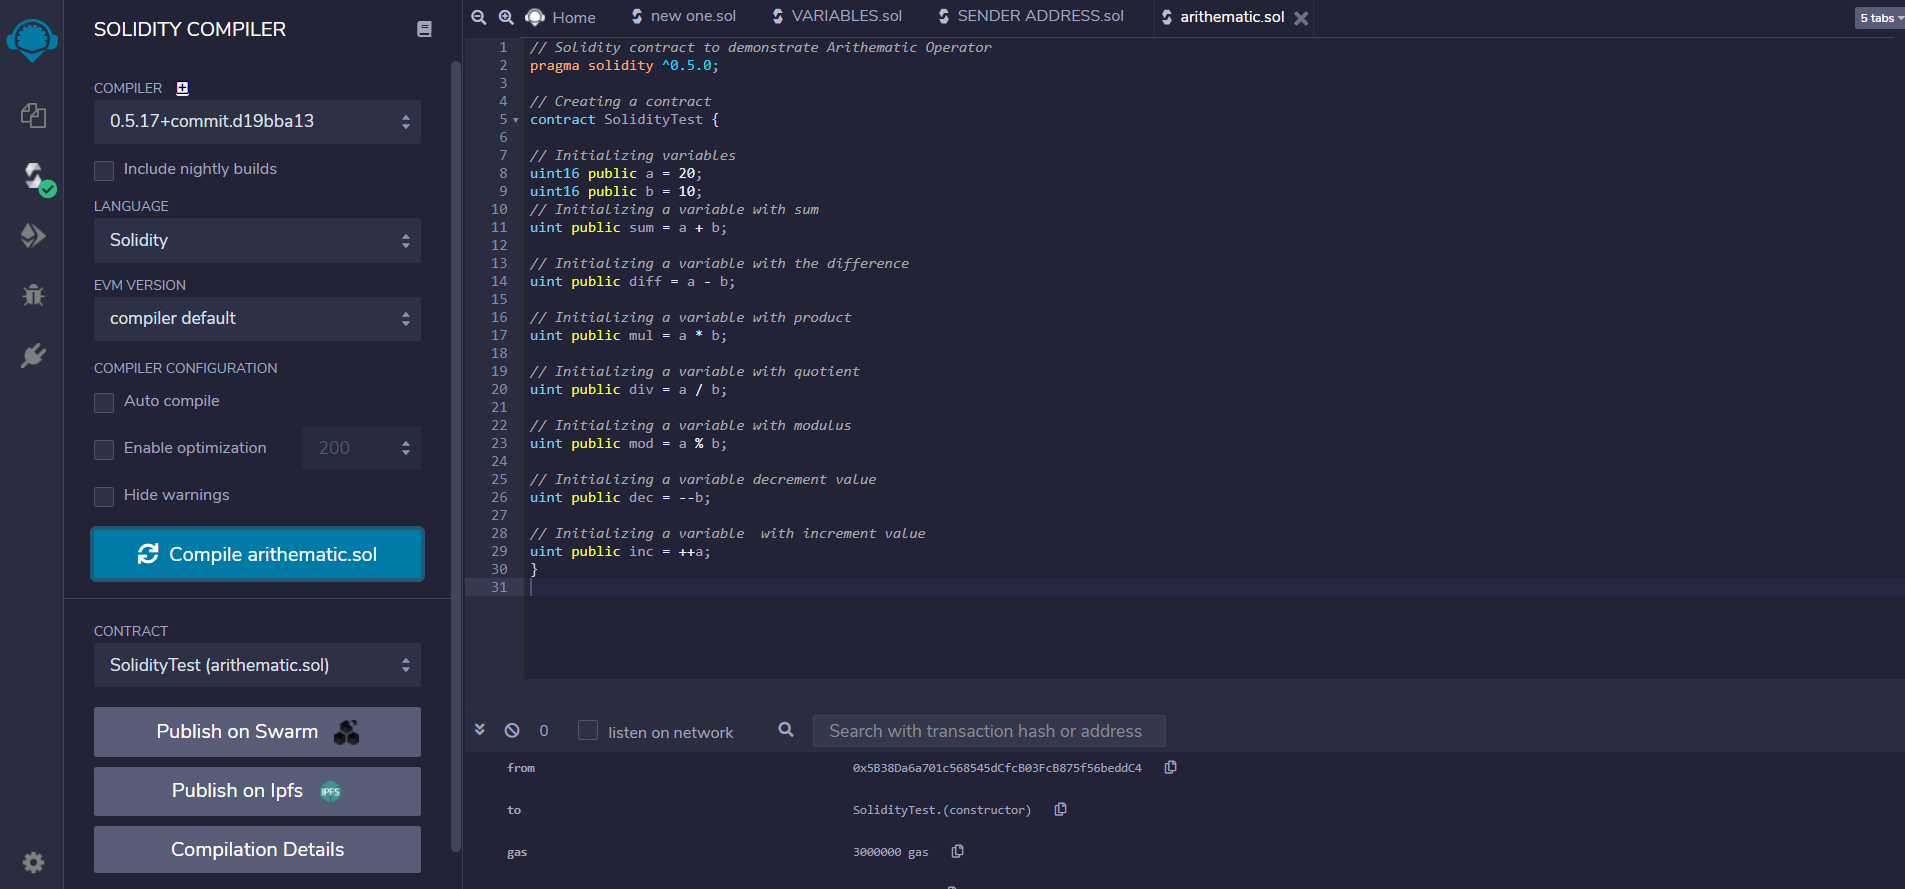 SOLIDITY COMPILER
COMPILER
0.5.17+commit.d19bba13
Include nightly builds
LANGUAGE
Solidity
EVM VERSION
compiler default
COMPILER CONFIGURATION
Auto compile
Enable optimization
200
Hide warnings
Compile arithematic.sol
CONTRACT
SolidityTest (arithematic.sol)
Publish on Swarm
Publish on Ipfs
IPFS
Compilation Details
Home
new one.sol
VARIABLES.sol
SENDER ADDRESS.sol
arithematic.sol
5 tabs
1 // Solidity contract to demonstrate Arithematic Operator
2 pragma solidity ^0.5.0;
3
4 // Creating a contract
5 contract SolidityTest {
6
7 // Initializing variables
8 uint16 public a = 20;
9 uint16 public b = 10;
10 // Initializing a variable with sum
11 uint public sum = a + b;
12
13 // Initializing a variable with the difference
14 uint public diff = a - b;
15
16 // Initializing a variable with product
17 uint public mul = a * b;
18
19 // Initializing a variable with quotient
20 uint public div = a / b;
21
22 // Initializing a variable with modulus
23 uint public mod = a % b;
24
25 // Initializing a variable decrement value
26 uint public dec = --b;
27
28 // Initializing a variable  with increment value
29 uint public inc = ++a;
30 }
31
0
listen on network
Search with transaction hash or address
from 0x5B38Da6a701c568545dCfcB03FcB875f56beddC4
to SolidityTest.(constructor)
gas 3000000 gas